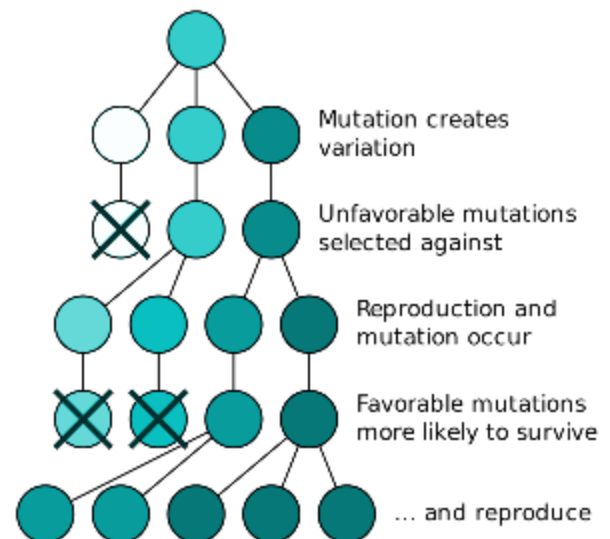 Mutation creates
variation
Unfavorable mutations
selected against
Reproduction and
mutation occur
Favorable mutations
more likely to survive
... and reproduce